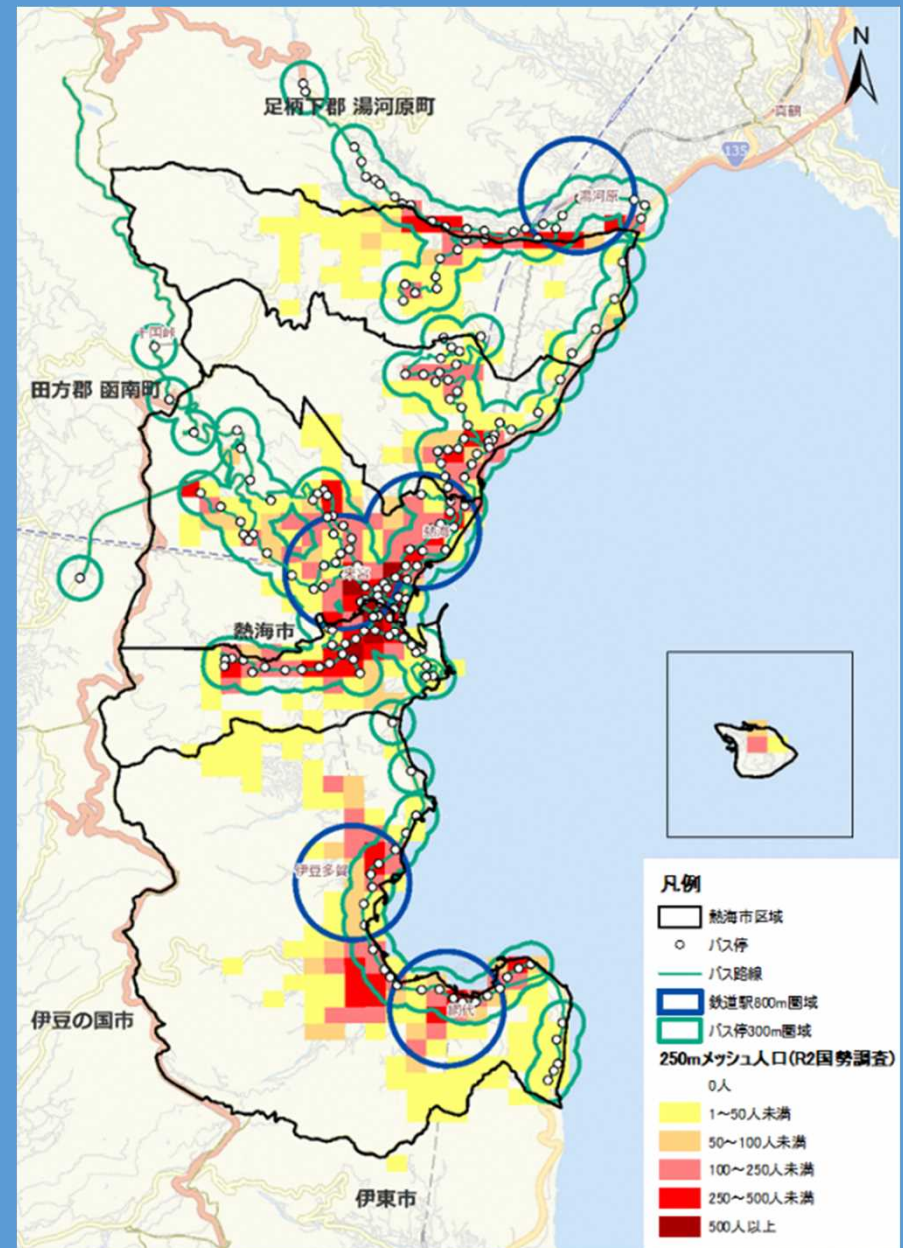 N
足柄下郡 湯河原町
真鶴
135
湯河原
十国峠
田方郡 函南町
熱海
来宮
熱海市
伊豆多賀
網代
伊豆の国市
伊東市
凡例
熱海市区域
バス停
バス路線
鉄道駅800m圏域
バス停300m圏域
250mメッシュ人口(R2国勢調査)
0人
1~50人未満
50~100人未満
100~250人未満
250~500人未満
500人以上